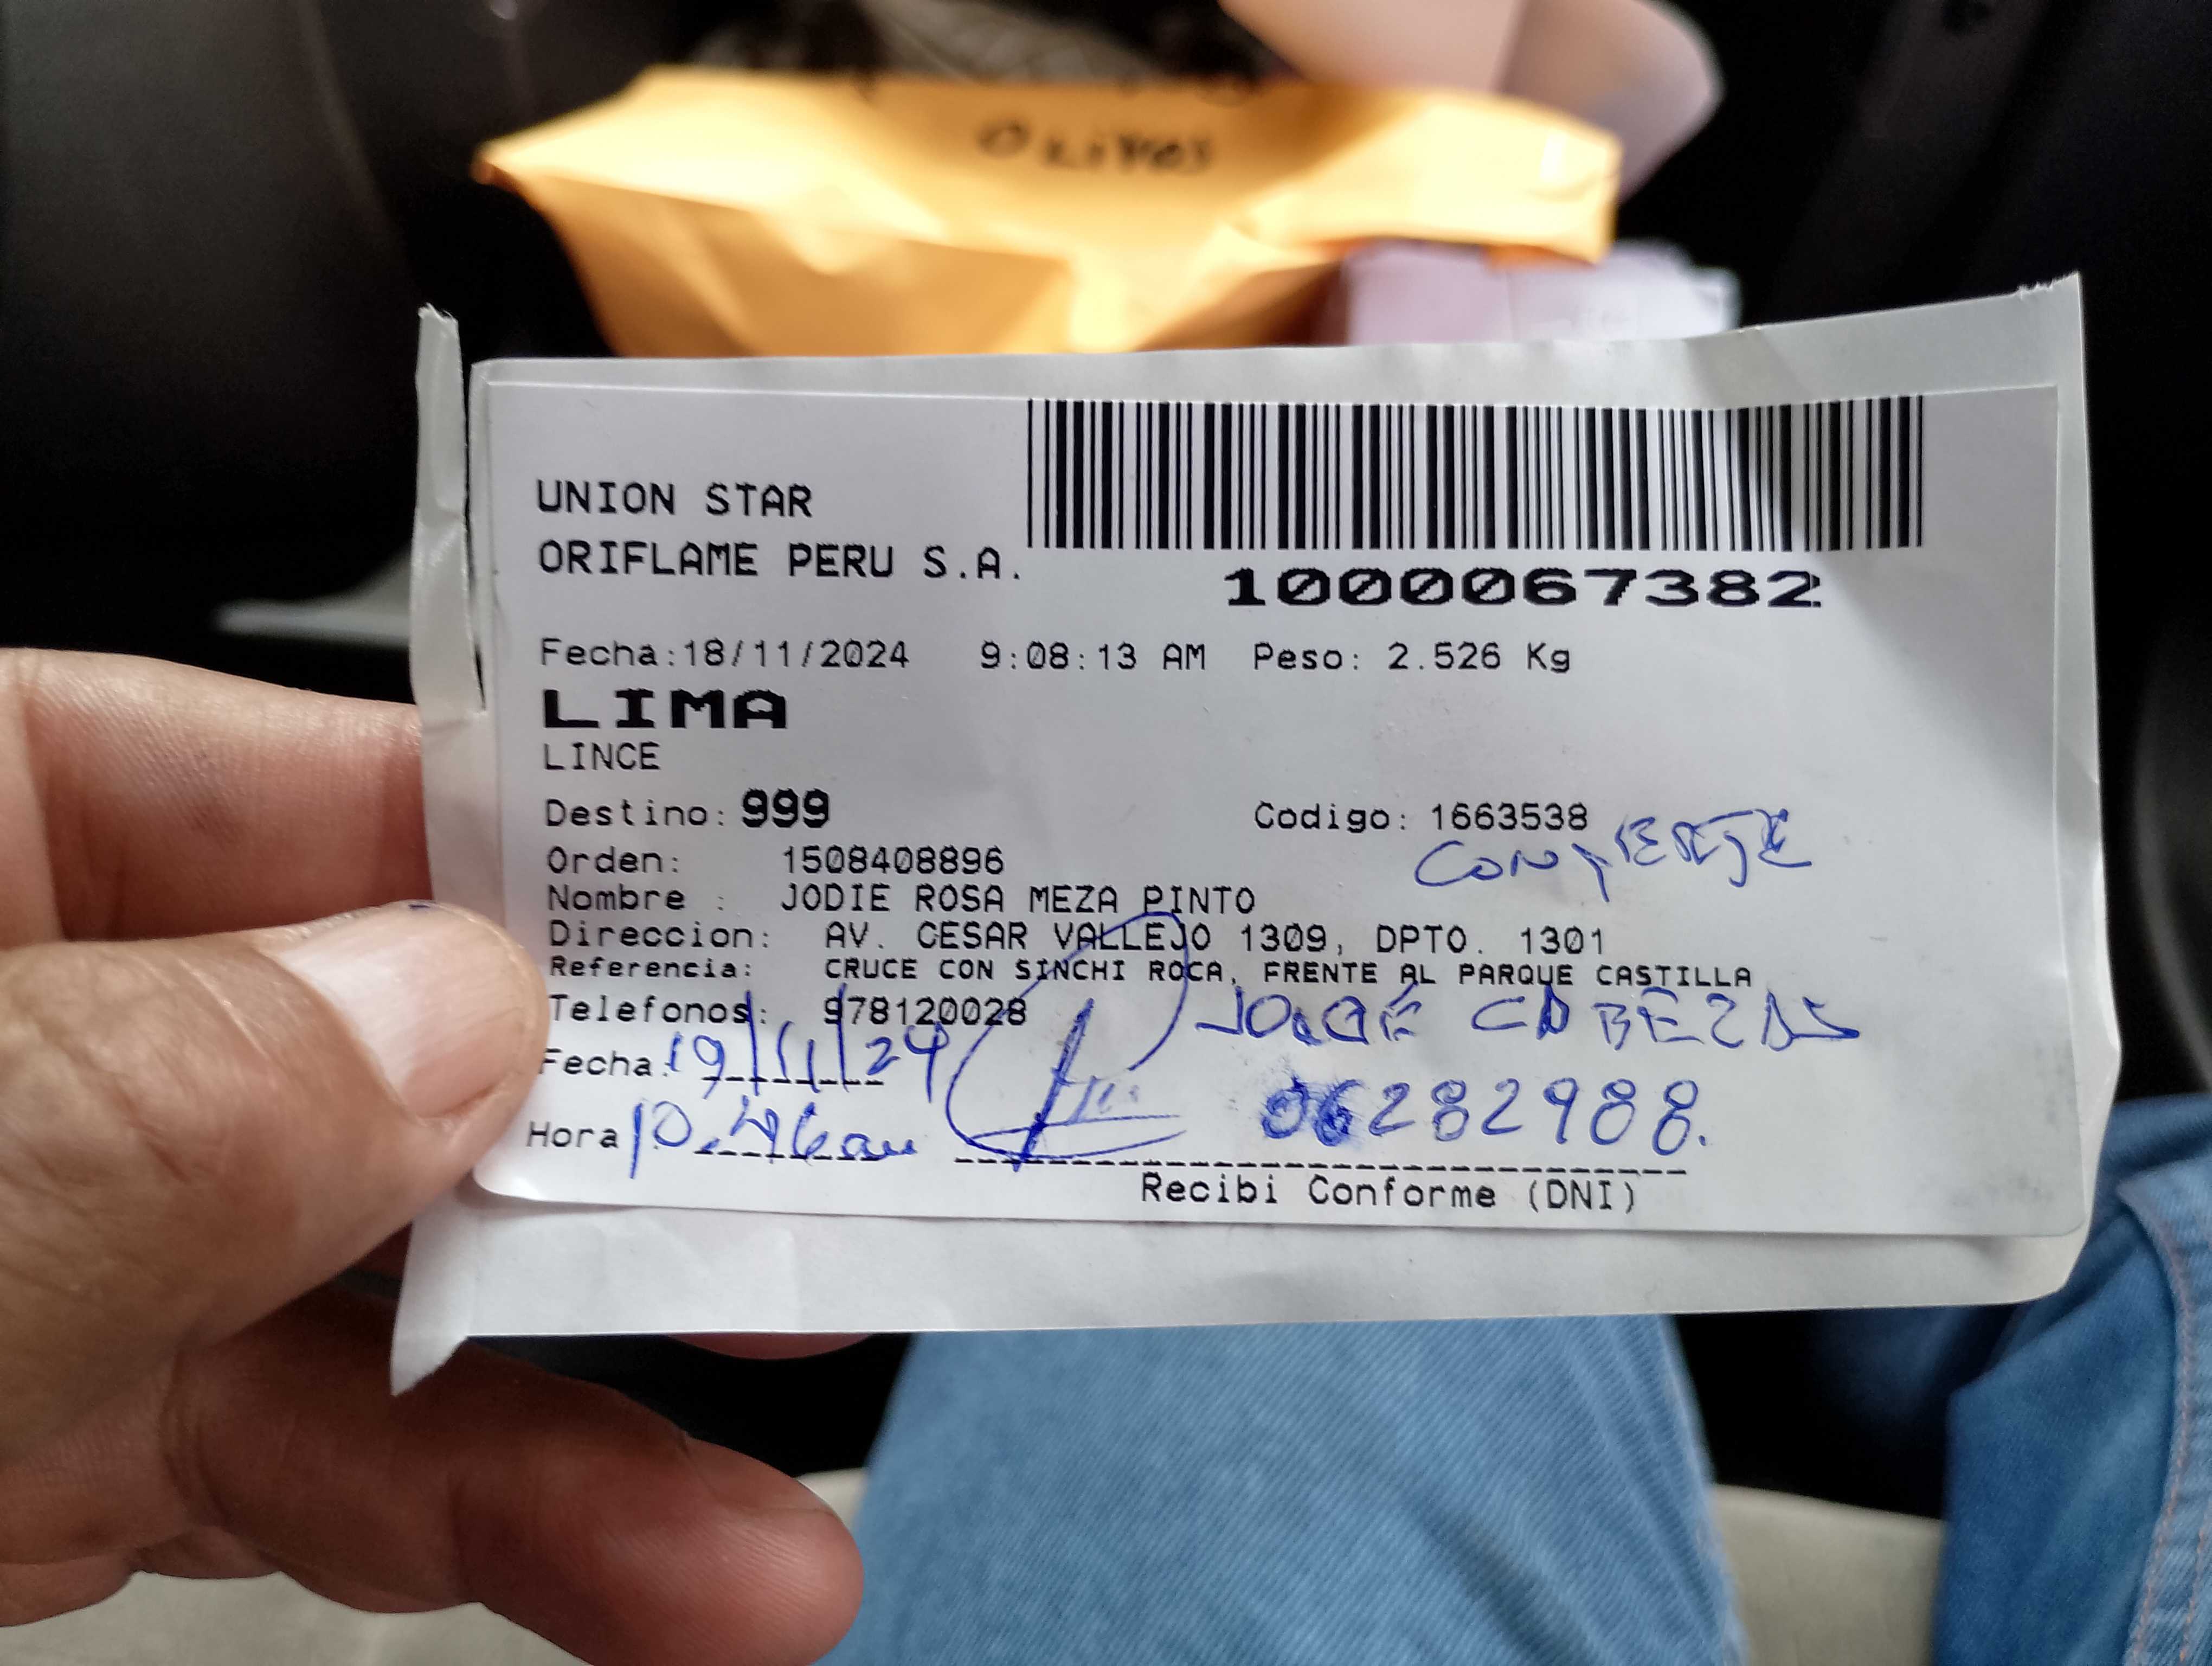 OLIVOS
UNION STAR
ORIFLAME PERU S.A.
1000067382
Fecha:18/11/2024 9:08:13 AM Peso: 2.526 Kg
LIMA
LINCE
Destino: 999 Codigo: 1663538
CONSERJE
Orden: 1508408896
Nombre : JODIE ROSA MEZA PINTO
Direccion: AV. CESAR VALLEJO 1309, DPTO. 1301
Referencia: CRUCE CON SINCHI ROCA, FRENTE AL PARQUE CASTILLA
Telefonos: 978120028
JORGE CABEZAS
Fecha: 19/11/24
06282988.
Hora 10.46am
Recibi Conforme (DNI)